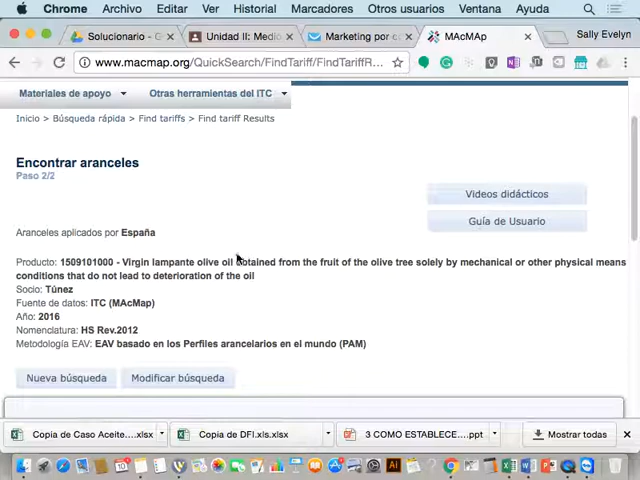 Chrome Archivo Editar Ver Historial Marcadores Otros usuarios Ventana Ayuda
Solucionario - G Unidad II: Medio Marketing por c MAcMAp Sally Evelyn
www.macmap.org/QuickSearch/FindTariff/FindTariffR...
Materiales de apoyo Otras herramientas del ITC
Inicio > Búsqueda rápida > Find tariffs > Find tariff Results
Encontrar aranceles
Paso 2/2
Videos didácticos
Guía de Usuario
Aranceles aplicados por España
Producto: 1509101000 - Virgin lampante olive oil obtained from the fruit of the olive tree solely by mechanical or other physical means
conditions that do not lead to deterioration of the oil
Socio: Túnez
Fuente de datos: ITC (MAcMap)
Año: 2016
Nomenclatura: HS Rev.2012
Metodología EAV: EAV basado en los Perfiles arancelarios en el mundo (PAM)
Nueva búsqueda Modificar búsqueda
Copia de Caso Aceite....xlsx Copia de DFI.xls.xlsx 3 COMO ESTABLECE....ppt Mostrar todas